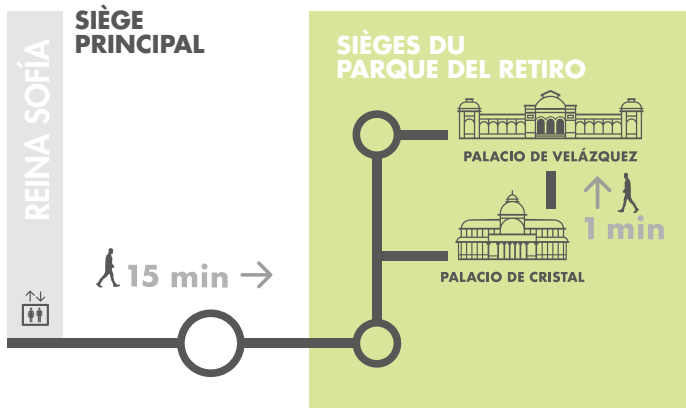 REINA SOFÍA
SIÈGE
PRINCIPAL
15 min
SIÈGES DU
PARQUE DEL RETIRO
PALACIO DE VELÁZQUEZ
1 min
PALACIO DE CRISTAL